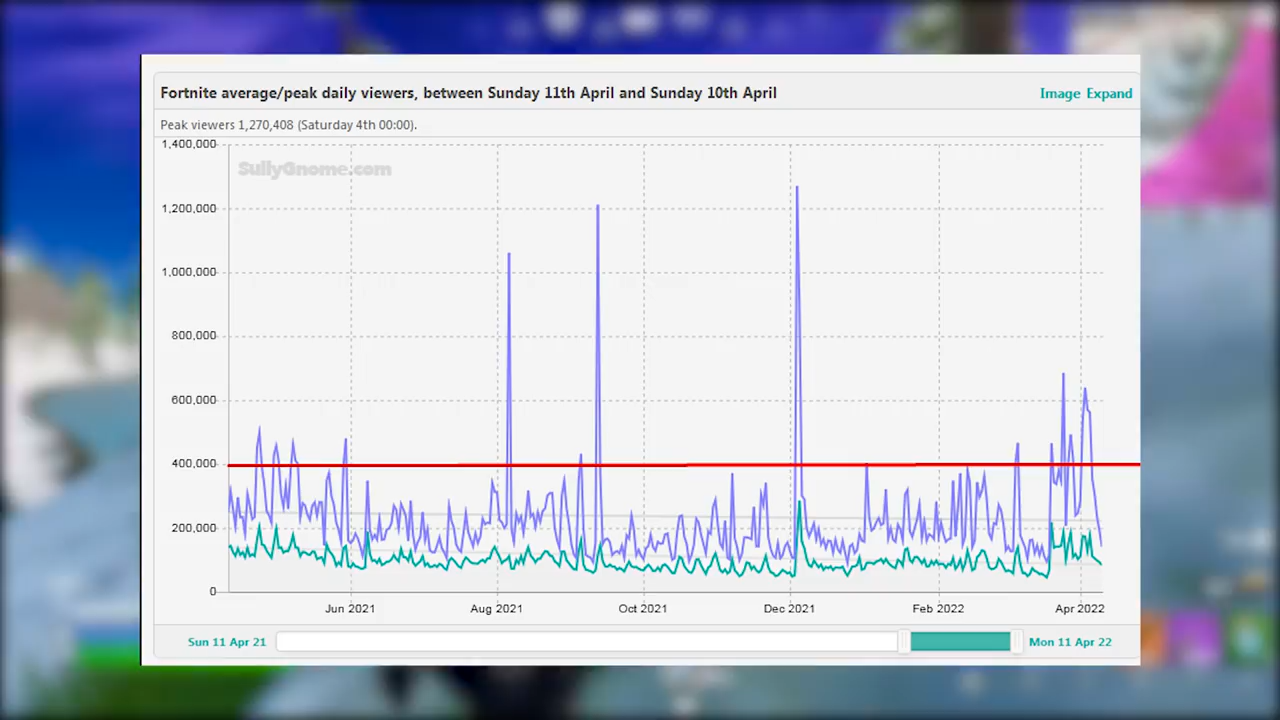 Fortnite average/peak daily viewers, between Sunday 11th April and Sunday 10th April
Image Expand
Peak viewers 1,270,408 (Saturday 4th 00:00).
SullyGnome.com
1,400,000
1,200,000
1,000,000
800,000
600,000
400,000
200,000
0
Jun 2021 Aug 2021 Oct 2021 Dec 2021 Feb 2022 Apr 2022
Sun 11 Apr 21 Mon 11 Apr 22